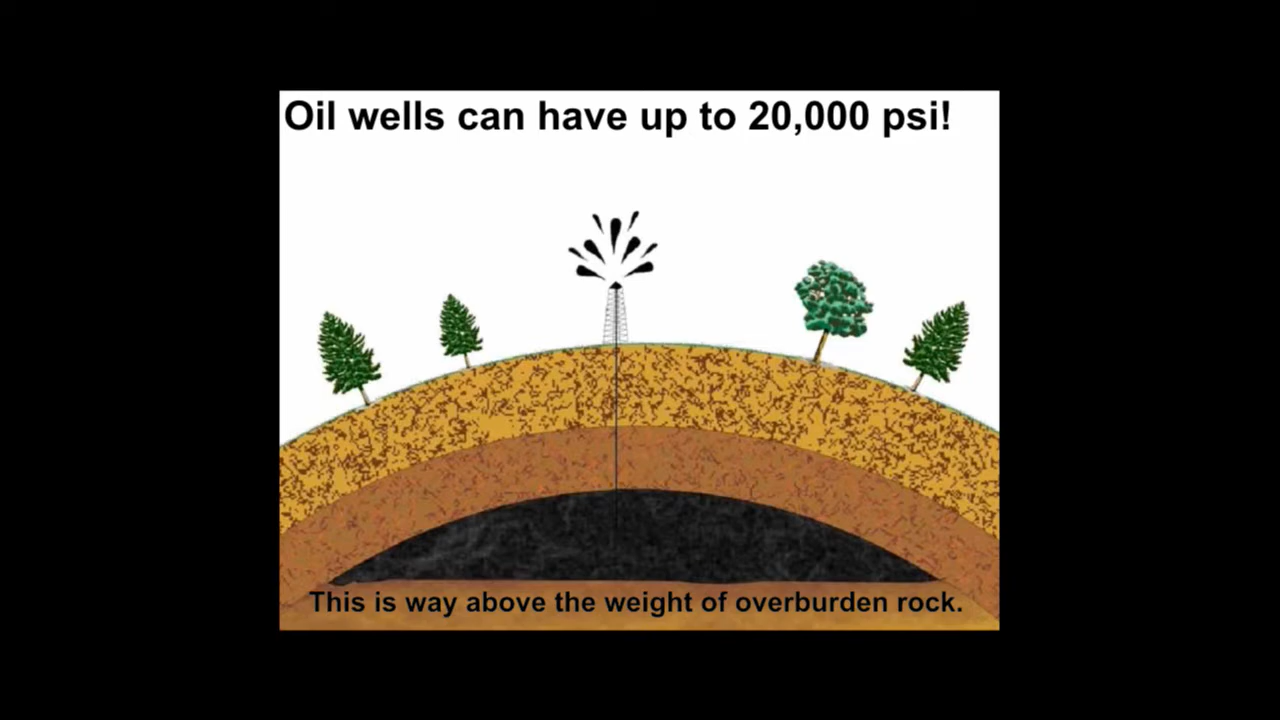 Oil wells can have up to 20,000 psi!
This is way above the weight of overburden rock.